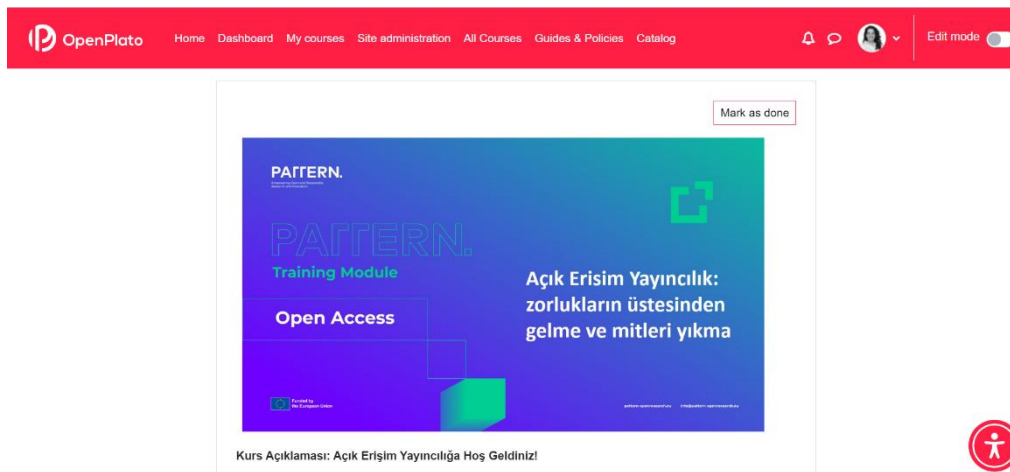 OpenPlato
Home Dashboard My courses Site administration All Courses Guides & Policies Catalog
Edit mode
Mark as done
PATTERN.
PATTERN.
Training Module
Open Access
Açık Erisim Yayıncılık:
zorlukların üstesinden
gelme ve mitleri yıkma
Funded by
the European Union
Kurs Açıklaması: Açık Erişim Yayıncılığa Hoş Geldiniz!